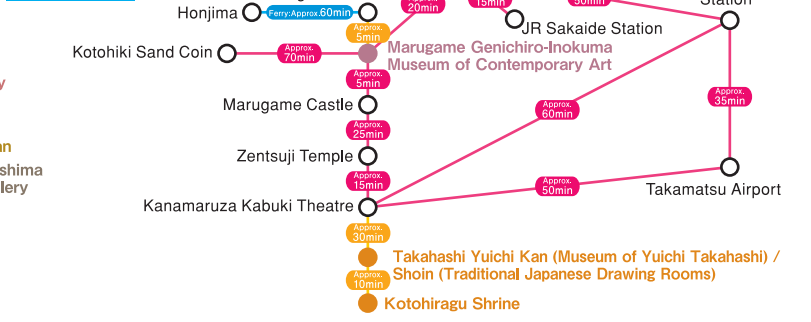 Station
Honjima
Ferry:Approx.60min
Approx.
20min
15min
50min
JR Sakaide Station
Approx.
5min
Kotohiki Sand Coin
Approx.
70min
Marugame Genichiro-Inokuma
Museum of Contemporary Art
Approx.
5min
Marugame Castle
Approx.
60min
Approx.
35min
Approx.
25min
Zentsuji Temple
Approx.
15min
Approx.
50min
Takamatsu Airport
Kanamaruza Kabuki Theatre
Approx.
30min
Takahashi Yuichi Kan (Museum of Yuichi Takahashi) /
Shoin (Traditional Japanese Drawing Rooms)
Approx.
10min
Kotohiragu Shrine